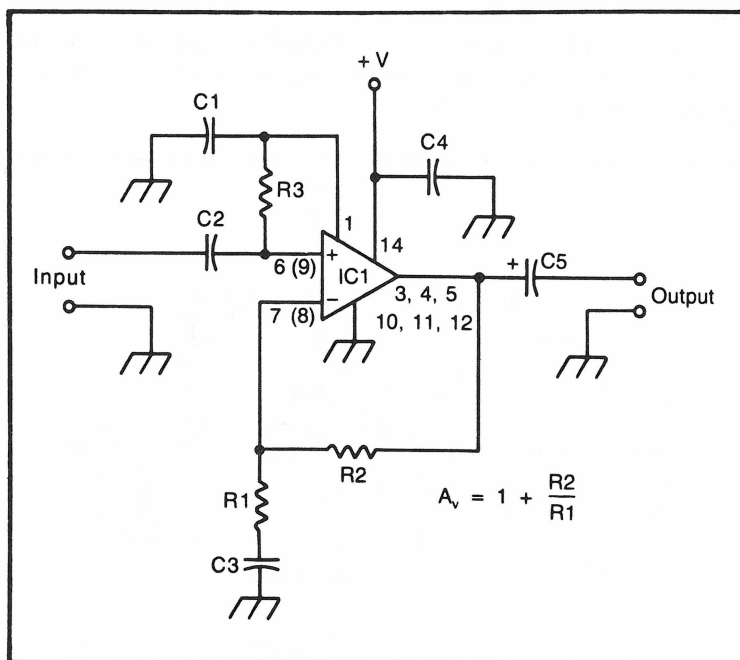 + V
C1
C4
R3
C2
1
14
+
6 (9)
IC1
+
C5
Input
−
7 (8)
3, 4, 5
10, 11, 12
Output
R2
R1
A_v = 1 + R2/R1
C3